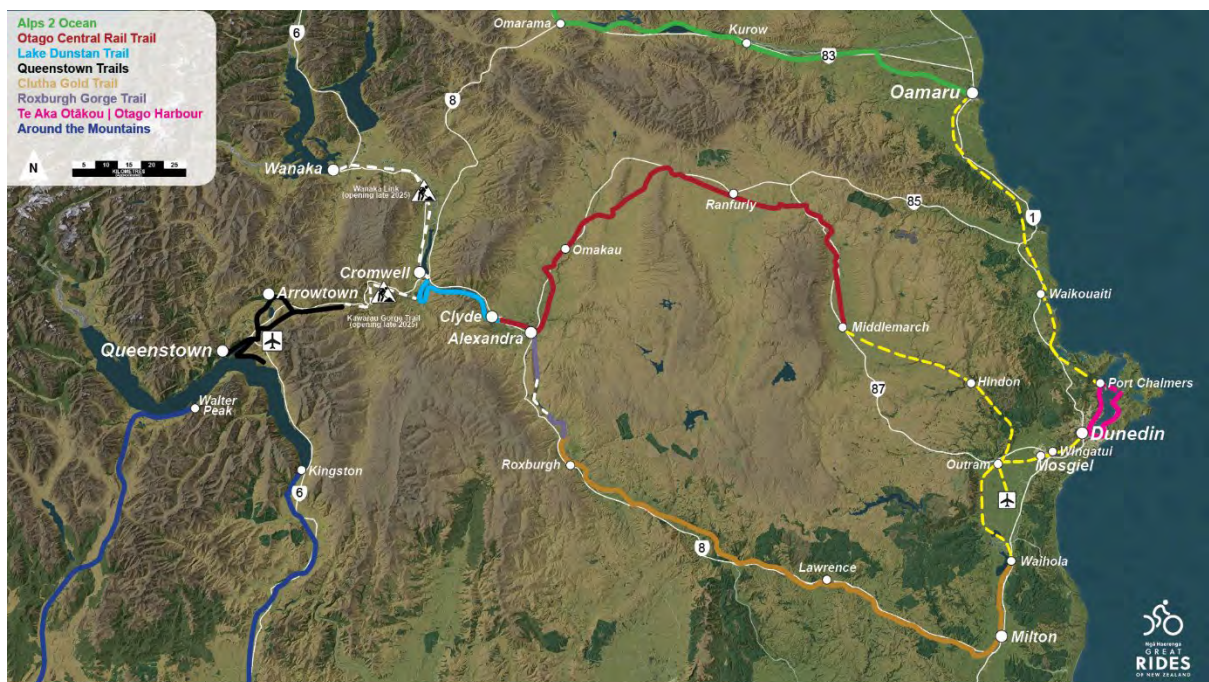 Alps 2 Ocean
Otago Central Rail Trail
Lake Dunstan Trail
Queenstown Trails
Clutha Gold Trail
Roxburgh Gorge Trail
Te Aka Otākou | Otago Harbour
Around the Mountains
N
5 10 15 20 25
KILOMETRES
6
Omarama
Kurow
83
8
Oamaru
Wanaka
Wanaka Link
(opening late 2025)
Ranfurly
85
1
Omakau
Cromwell
Arrowtown
Kawarau Gorge Trail
(opening late 2025)
Waikouaiti
Clyde
Alexandra
Middlemarch
Queenstown
Hindon
Port Chalmers
87
Walter
Peak
Dunedin
Wingatui
Mosgiel
Outram
Roxburgh
Kingston
6
8
Lawrence
Waihola
Milton
Ngā Haerenga
GREAT
RIDES
OF NEW ZEALAND